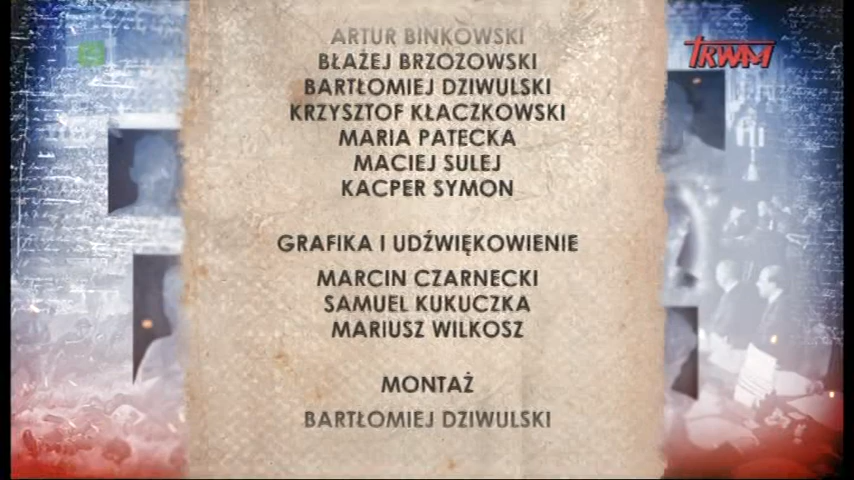 ARTUR BINKOWSKI
BŁAŻEJ BRZOZOWSKI
BARTŁOMIEJ DZIWULSKI
KRZYSZTOF KŁACZKOWSKI
MARIA PATECKA
MACIEJ SULEJ
KACPER SYMON
GRAFIKA I UDŹWIĘKOWIENIE
MARCIN CZARNECKI
SAMUEL KUKUCZKA
MARIUSZ WILKOSZ
MONTAŻ
BARTŁOMIEJ DZIWULSKI
TRWAM